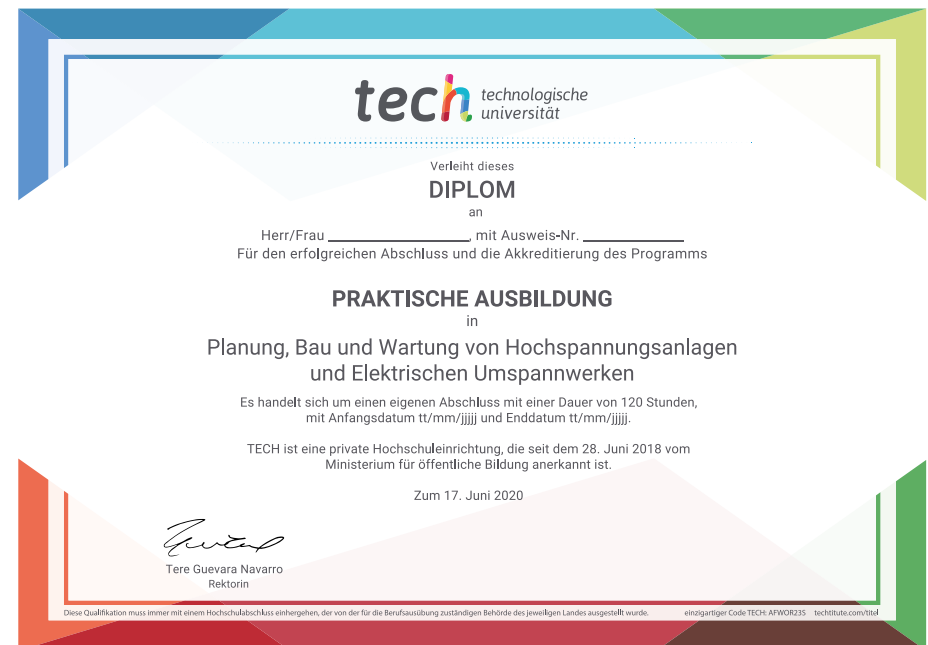 tech technologische
universität
Verleiht dieses
DIPLOM
an
Herr/Frau ____________, mit Ausweis-Nr. ____________
Für den erfolgreichen Abschluss und die Akkreditierung des Programms
PRAKTISCHE AUSBILDUNG
in
Planung, Bau und Wartung von Hochspannungsanlagen
und Elektrischen Umspannwerken
Es handelt sich um einen eigenen Abschluss mit einer Dauer von 120 Stunden,
mit Anfangsdatum tt/mm/jjjjj und Enddatum tt/mm/jjjjj.
TECH ist eine private Hochschuleinrichtung, die seit dem 28. Juni 2018 vom
Ministerium für öffentliche Bildung anerkannt ist.
Zum 17. Juni 2020
Tere Guevara Navarro
Rektorin
Diese Qualifikation muss immer mit einem Hochschulabschluss einhergehen, der von der für die Berufsausübung zuständigen Behörde des jeweiligen Landes ausgestellt wurde. einzigartiger Code TECH: AFWOR23S techtitute.com/titel